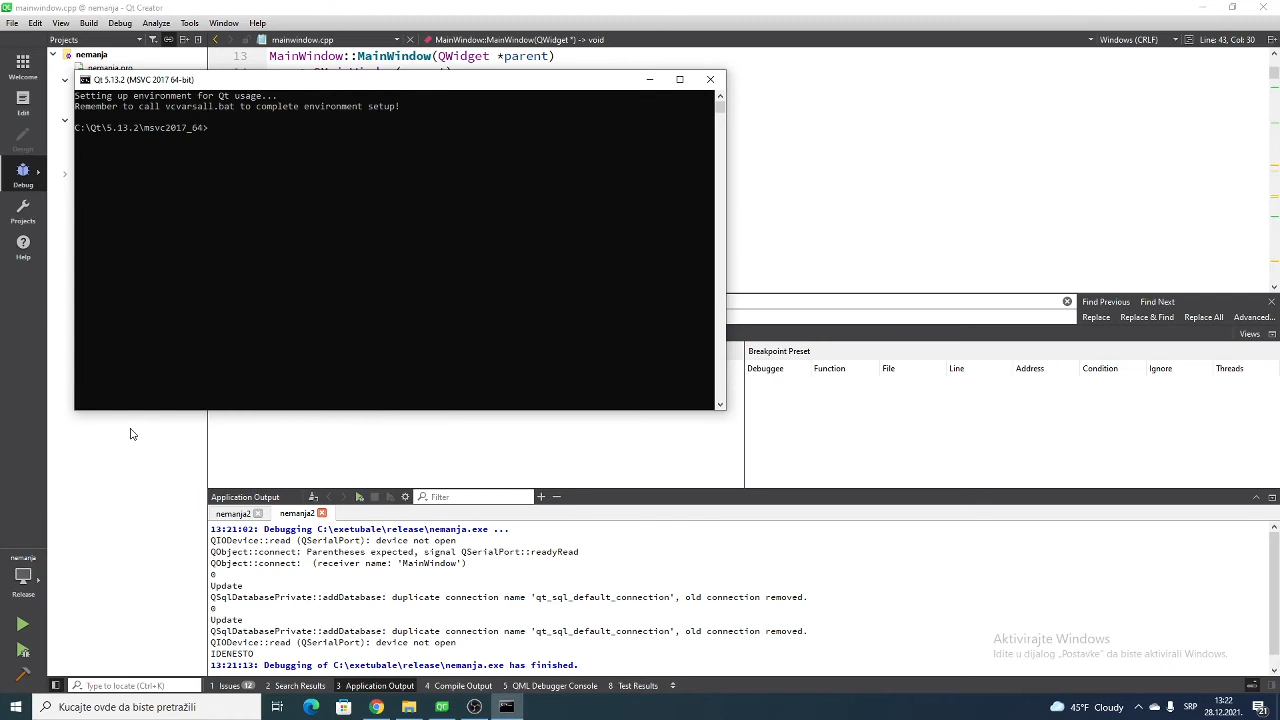 mainwindow.cpp @ nemanja - Qt Creator
File Edit View Build Debug Analyze Tools Window Help
Projects
mainwindow.cpp
MainWindow::MainWindow(QWidget *) -> void
Windows (CRLF)
Line: 43, Col: 30
Welcome
Edit
Design
Debug
Projects
Help
nemanja
nemanja.pro
13 MainWindow::MainWindow(QWidget *parent)
Qt 5.13.2 (MSVC 2017 64-bit)
Setting up environment for Qt usage...
Remember to call vcvarsall.bat to complete environment setup!
C:\Qt\5.13.2\msvc2017_64>
Find Previous Find Next
Replace Replace & Find Replace All Advanced...
Views
Breakpoint Preset
Debuggee Function File Line Address Condition Ignore Threads
Application Output
Filter
nemanja2 nemanja2
13:21:02: Debugging C:\exetubale\release\nemanja.exe ...
QIODevice::read (QSerialPort): device not open
QObject::connect: Parentheses expected, signal QSerialPort::readyRead
QObject::connect: (receiver name: 'MainWindow')
0
Update
QSqlDatabasePrivate::addDatabase: duplicate connection name 'qt_sql_default_connection', old connection removed.
0
Update
QSqlDatabasePrivate::addDatabase: duplicate connection name 'qt_sql_default_connection', old connection removed.
QIODevice::read (QSerialPort): device not open
IDENESTO
13:21:13: Debugging of C:\exetubale\release\nemanja.exe has finished.
nemanja
Release
Aktivirajte Windows
Idite u dijalog „Postavke” da biste aktivirali Windows.
Type to locate (Ctrl+K)
1 Issues 12 2 Search Results 3 Application Output 4 Compile Output 5 QML Debugger Console 8 Test Results
Kucajte ovde da biste pretražili
45°F Cloudy
SRP
13:22
28.12.2021.
21